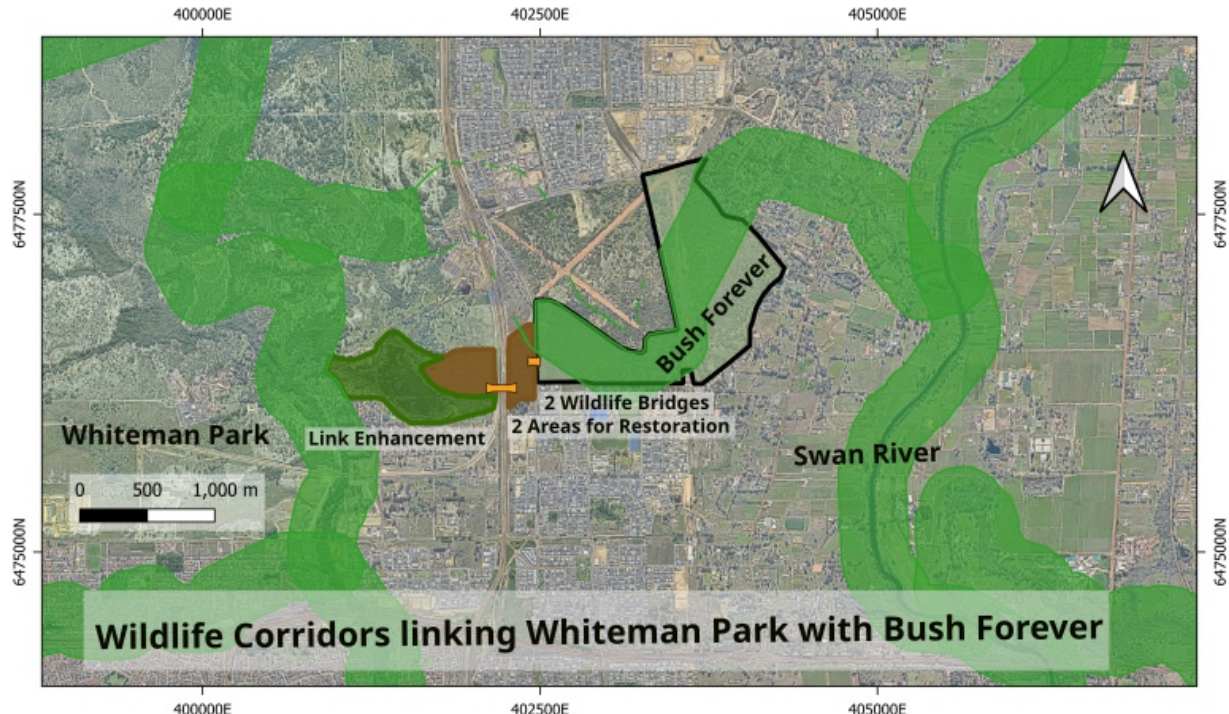 400000E
402500E
405000E
6477500N
6477500N
Bush Forever
2 Wildlife Bridges
2 Areas for Restoration
Whiteman Park
Link Enhancement
Swan River
0 500 1,000 m
6475000N
6475000N
Wildlife Corridors linking Whiteman Park with Bush Forever
400000E
402500E
405000E